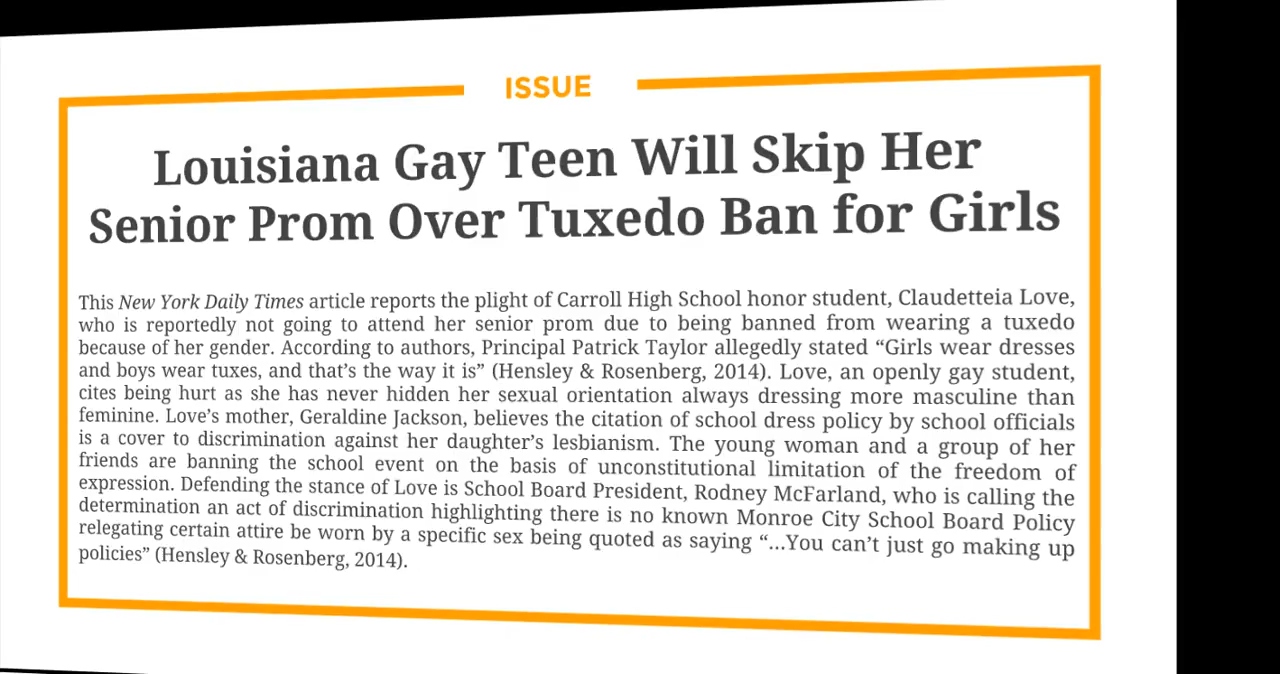 ISSUE
Louisiana Gay Teen Will Skip Her
Senior Prom Over Tuxedo Ban for Girls
This New York Daily Times article reports the plight of Carroll High School honor student, Claudetteia Love,
who is reportedly not going to attend her senior prom due to being banned from wearing a tuxedo
because of her gender. According to authors, Principal Patrick Taylor allegedly stated “Girls wear dresses
and boys wear tuxes, and that’s the way it is” (Hensley & Rosenberg, 2014). Love, an openly gay student,
cites being hurt as she has never hidden her sexual orientation always dressing more masculine than
feminine. Love’s mother, Geraldine Jackson, believes the citation of school dress policy by school officials
is a cover to discrimination against her daughter’s lesbianism. The young woman and a group of her
friends are banning the school event on the basis of unconstitutional limitation of the freedom of
expression. Defending the stance of Love is School Board President, Rodney McFarland, who is calling the
determination an act of discrimination highlighting there is no known Monroe City School Board Policy
relegating certain attire be worn by a specific sex being quoted as saying “...You can’t just go making up
policies” (Hensley & Rosenberg, 2014).